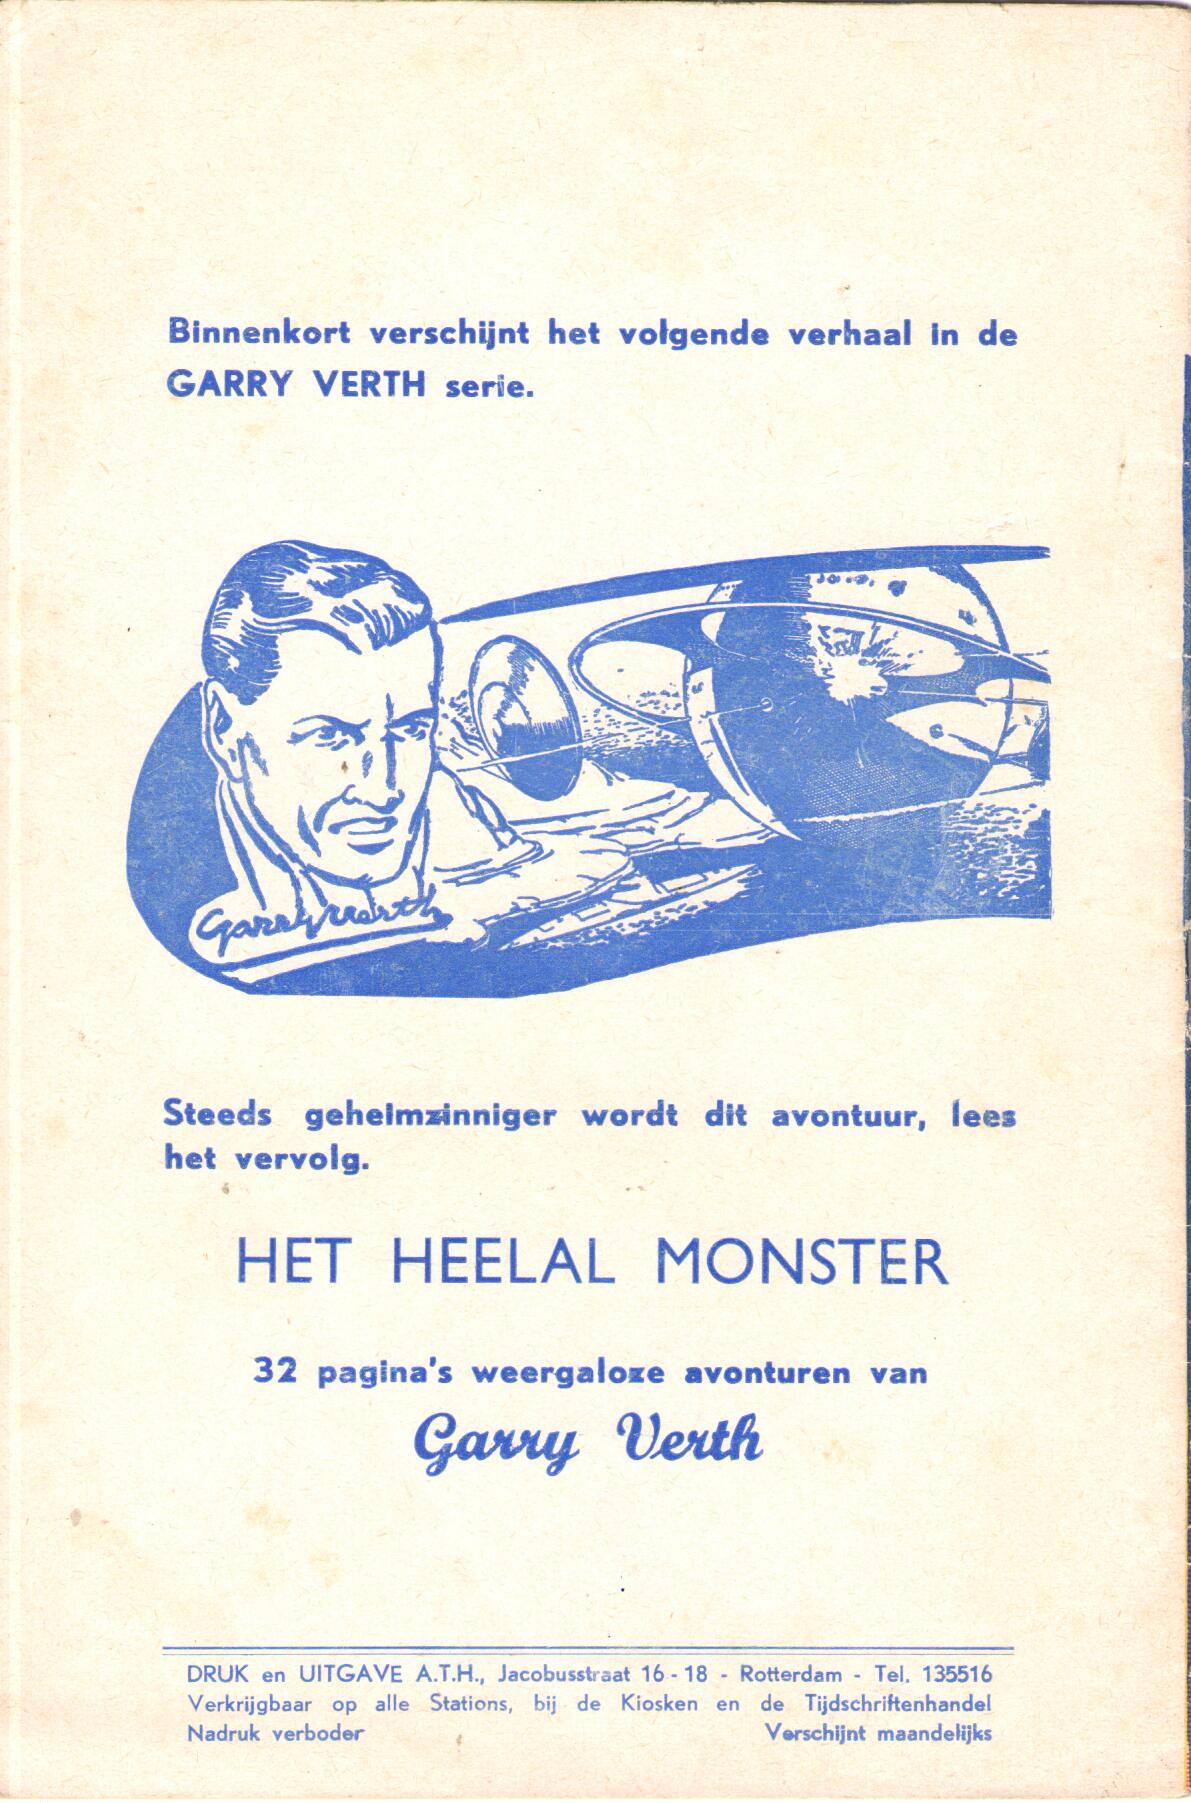 Binnenkort verschijnt het volgende verhaal in de
GARRY VERTH serie.
Garry Verth
Steeds geheimzinniger wordt dit avontuur, lees
het vervolg.
HET HEELAL MONSTER
32 pagina's weergaloze avonturen van
Garry Verth
DRUK en UITGAVE A.T.H., Jacobusstraat 16 - 18 - Rotterdam - Tel. 135516
Verkrijgbaar op alle Stations, bij de Kiosken en de Tijdschriftenhandel
Nadruk verboden Verschijnt maandelijks